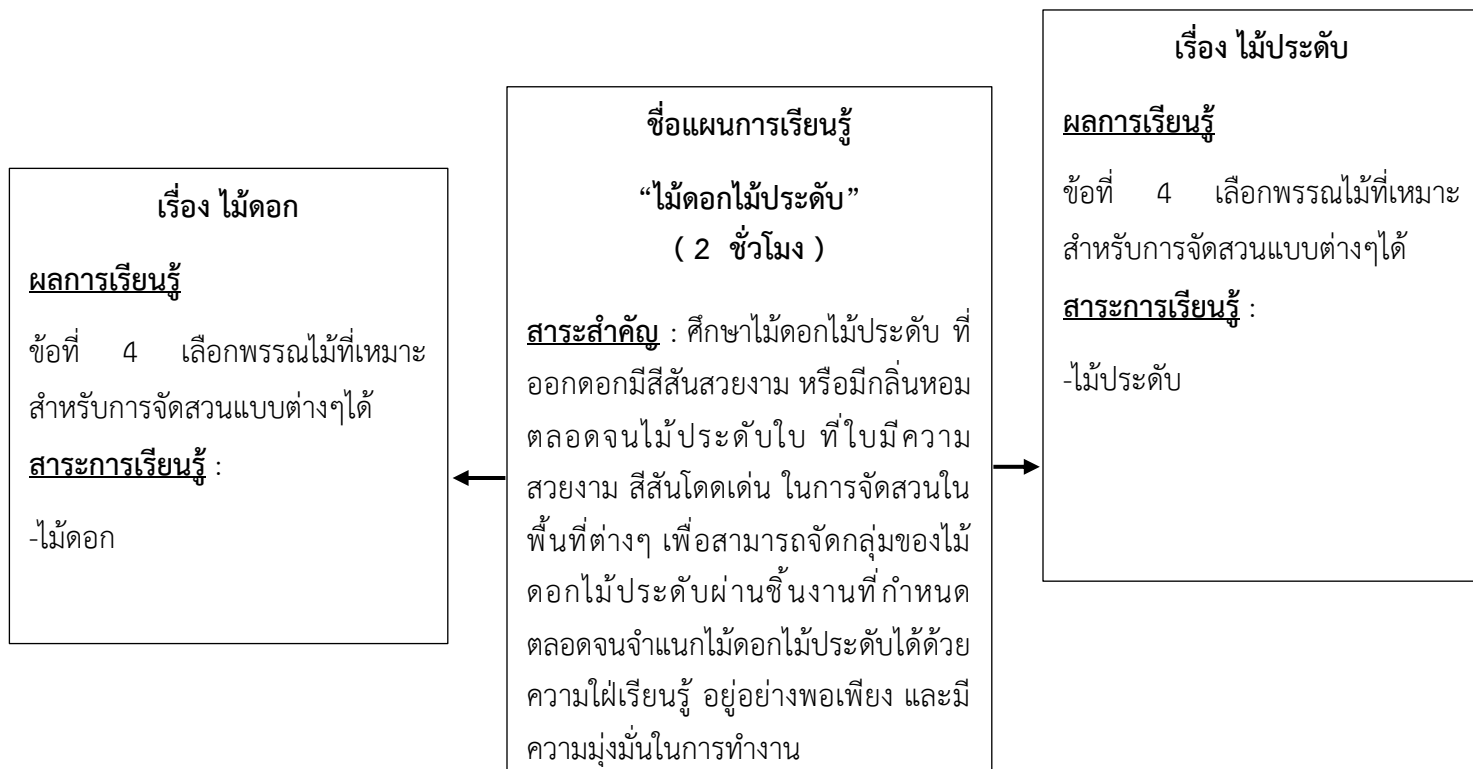 เรื่อง ไม้ดอก
ผลการเรียนรู้
ข้อที่ 4 เลือกพรรณไม้ที่เหมาะ
สำหรับการจัดสวนแบบต่างๆได้
สาระการเรียนรู้ :
-ไม้ดอก
ชื่อแผนการเรียนรู้
“ไม้ดอกไม้ประดับ”
( 2 ชั่วโมง )
สาระสำคัญ : ศึกษาไม้ดอกไม้ประดับ ที่
ออกดอกมีสีสันสวยงาม หรือมีกลิ่นหอม
ตลอดจนไม้ประดับใบ ที่ใบมีความ
สวยงาม สีสันโดดเด่น ในการจัดสวนใน
พื้นที่ต่างๆ เพื่อสามารถจัดกลุ่มของไม้
ดอกไม้ประดับผ่านชิ้นงานที่กำหนด
ตลอดจนจำแนกไม้ดอกไม้ประดับได้ด้วย
ความใฝ่เรียนรู้ อยู่อย่างพอเพียง และมี
ความมุ่งมั่นในการทำงาน
เรื่อง ไม้ประดับ
ผลการเรียนรู้
ข้อที่ 4 เลือกพรรณไม้ที่เหมาะ
สำหรับการจัดสวนแบบต่างๆได้
สาระการเรียนรู้ :
-ไม้ประดับ